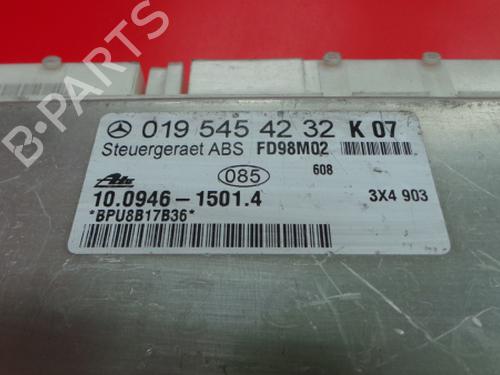 019 545 42 32 K 07
Steuergeraet ABS FD98M02
085 608
Ate
10.0946-1501.4 3X4 903
*BPU8B17B36*
B-PARTS